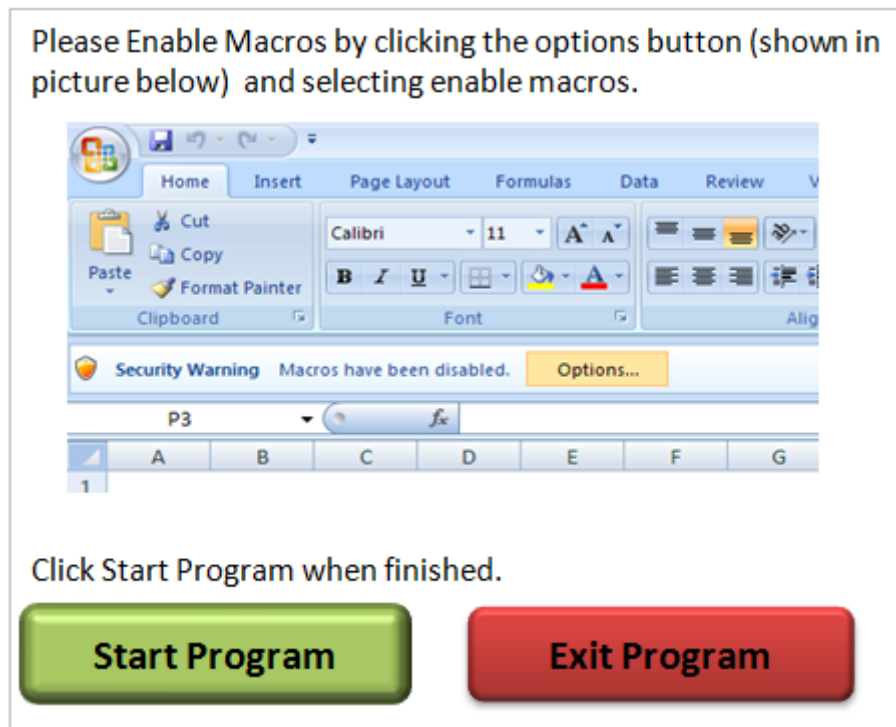 Please Enable Macros by clicking the options button (shown in
picture below) and selecting enable macros.
Home Insert Page Layout Formulas Data Review V
Cut
Copy
Paste
Format Painter
Calibri 11 A A
B I U A
Clipboard Font Alig
Security Warning Macros have been disabled. Options...
P3 fx
A B C D E F G
1
Click Start Program when finished.
Start Program Exit Program